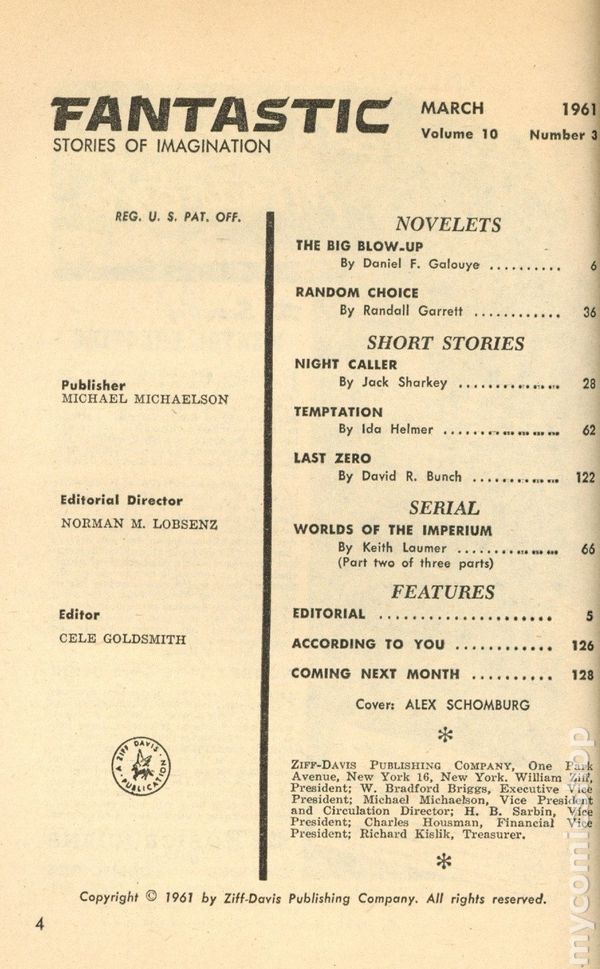 FANTASTIC
STORIES OF IMAGINATION
MARCH 1961
Volume 10 Number 3
REG. U. S. PAT. OFF.
Publisher
MICHAEL MICHAELSON
Editorial Director
NORMAN M. LOBSENZ
Editor
CELE GOLDSMITH
A ZIFF DAVIS PUBLICATION
NOVELETS
THE BIG BLOW-UP
By Daniel F. Galouye .......... 6
RANDOM CHOICE
By Randall Garrett ............ 36
SHORT STORIES
NIGHT CALLER
By Jack Sharkey .............. 28
TEMPTATION
By Ida Helmer ................ 62
LAST ZERO
By David R. Bunch ............ 122
SERIAL
WORLDS OF THE IMPERIUM
By Keith Laumer .............. 66
(Part two of three parts)
FEATURES
EDITORIAL ..................... 5
ACCORDING TO YOU ............ 126
COMING NEXT MONTH .......... 128
Cover: ALEX SCHOMBURG
ZIFF-DAVIS PUBLISHING COMPANY, One Park
Avenue, New York 16, New York. William Ziff,
President; W. Bradford Briggs, Executive Vice
President; Michael Michaelson, Vice President
and Circulation Director; H. B. Sarbin, Vice
President; Charles Housman, Financial Vice
President; Richard Kislik, Treasurer.
Copyright © 1961 by Ziff-Davis Publishing Company. All rights reserved.
4